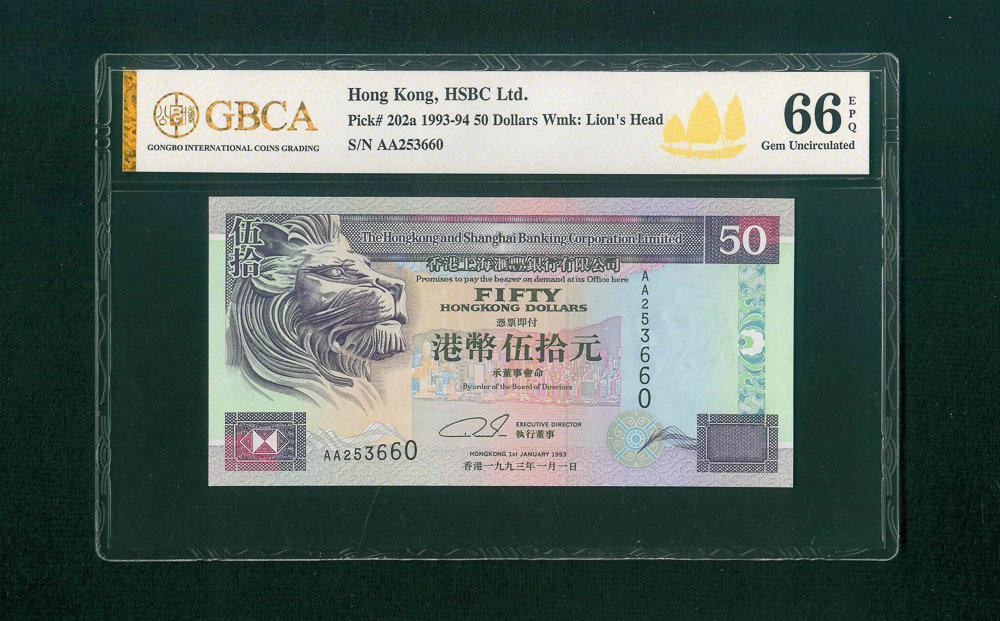 GBCA
GONGBO INTERNATIONAL COINS GRADING
Hong Kong, HSBC Ltd.
Pick# 202a 1993-94 50 Dollars Wmk: Lion's Head
S/N AA253660
66 EPQ
Gem Uncirculated
伍拾
The Hongkong and Shanghai Banking Corporation Limited
50
香港上海滙豐銀行有限公司
Promises to pay the bearer on demand at its Office here
FIFTY
HONGKONG DOLLARS
憑票即付
港幣伍拾元
承董事會命
By order of the Board of Directors
AA253660
EXECUTIVE DIRECTOR
執行董事
AA253660
HONGKONG 1ST JANUARY 1993
香港一九九三年一月一日